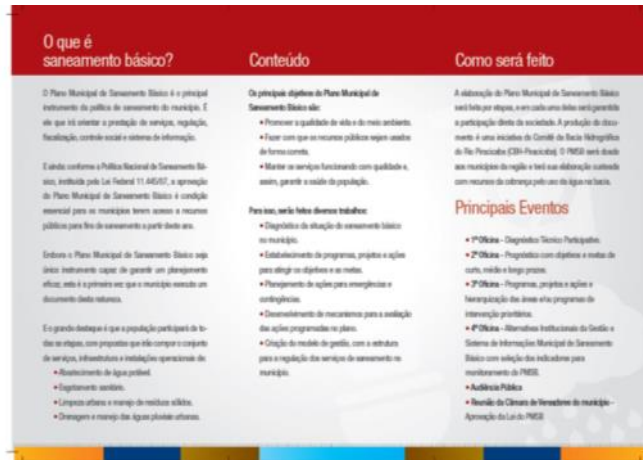 O que é
saneamento básico?
O Plano Municipal de Saneamento Básico é o principal
instrumento da política de saneamento do município. É
ele que irá orientar a prestação de serviços, regulação,
fiscalização, controle social e sistema de informação.
E ainda: conforme a Política Nacional de Saneamento Bá-
sico, instituída pela Lei Federal 11.445/07, a aprovação
do Plano Municipal de Saneamento Básico é condição
essencial para os municípios terem acesso a recursos
públicos para fins de saneamento a partir deste ano.
Embora o Plano Municipal de Saneamento Básico seja
único instrumento capaz de garantir um planejamento
eficaz, esta é a primeira vez que o município executa um
documento desta natureza.
E o grande destaque é que a população participará de to-
das as etapas, com propostas que irão compor o conjunto
de serviços, infraestrutura e instalações operacionais de:
• Abastecimento de água potável.
• Esgotamento sanitário.
• Limpeza urbana e manejo de resíduos sólidos.
• Drenagem e manejo das águas pluviais urbanas.
Conteúdo
Os principais objetivos do Plano Municipal de
Saneamento Básico são:
• Promover a qualidade de vida e do meio ambiente.
• Fazer com que os recursos públicos sejam usados
de forma correta.
• Manter os serviços funcionando com qualidade e,
assim, garantir a saúde da população.
Para isso, serão feitos diversos trabalhos:
• Diagnóstico da situação do saneamento básico
no município.
• Estabelecimento de programas, projetos e ações
para atingir os objetivos e as metas.
• Planejamento de ações para emergências e
contingências.
• Desenvolvimento de mecanismos para a avaliação
das ações programadas no plano.
• Criação do modelo de gestão, com a estrutura
para a regulação dos serviços de saneamento no
município.
Como será feito
A elaboração do Plano Municipal de Saneamento Básico
será feita por etapas, e em cada uma delas será garantida
a participação direta da sociedade. A produção do docu-
mento é uma iniciativa do Comitê da Bacia Hidrográfica
do Rio Piracicaba (CBH-Piracicaba). O PMSB será doado
aos municípios da região e terá sua elaboração custeada
com recursos da cobrança pelo uso da água na bacia.
Principais Eventos
• 1ª Oficina - Diagnóstico Técnico Participativo.
• 2ª Oficina - Prognóstico com objetivos e metas de
curto, médio e longo prazos.
• 3ª Oficina - Programas, projetos e ações e
hierarquização das áreas e/ou programas de
intervenção prioritários.
• 4ª Oficina - Alternativas Institucionais da Gestão e
Sistema de Informações Municipal de Saneamento
Básico com seleção dos indicadores para
monitoramento do PMSB.
• Audiência Pública
• Reunião da Câmara de Vereadores do município -
Aprovação da Lei do PMSB